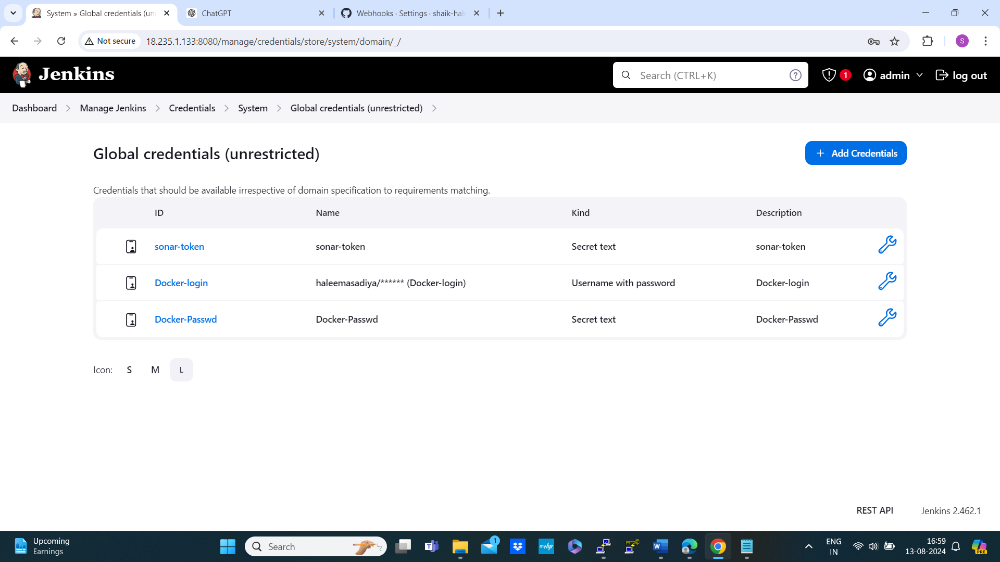 System » Global credentials (un
ChatGPT
Webhooks · Settings · shaik-hal
Not secure
18.235.1.133:8080/manage/credentials/store/system/domain/_/
S
Jenkins
Search (CTRL+K)
?
1
admin
log out
Dashboard
Manage Jenkins
Credentials
System
Global credentials (unrestricted)
Global credentials (unrestricted)
+ Add Credentials
Credentials that should be available irrespective of domain specification to requirements matching.
ID Name Kind Description
sonar-token sonar-token Secret text sonar-token
Docker-login haleemasadiya/****** (Docker-login) Username with password Docker-login
Docker-Passwd Docker-Passwd Secret text Docker-Passwd
Icon: S M L
REST API
Jenkins 2.462.1
Upcoming
Earnings
Search
1
myhp
W
ENG
IN
16:59
13-08-2024
PRE